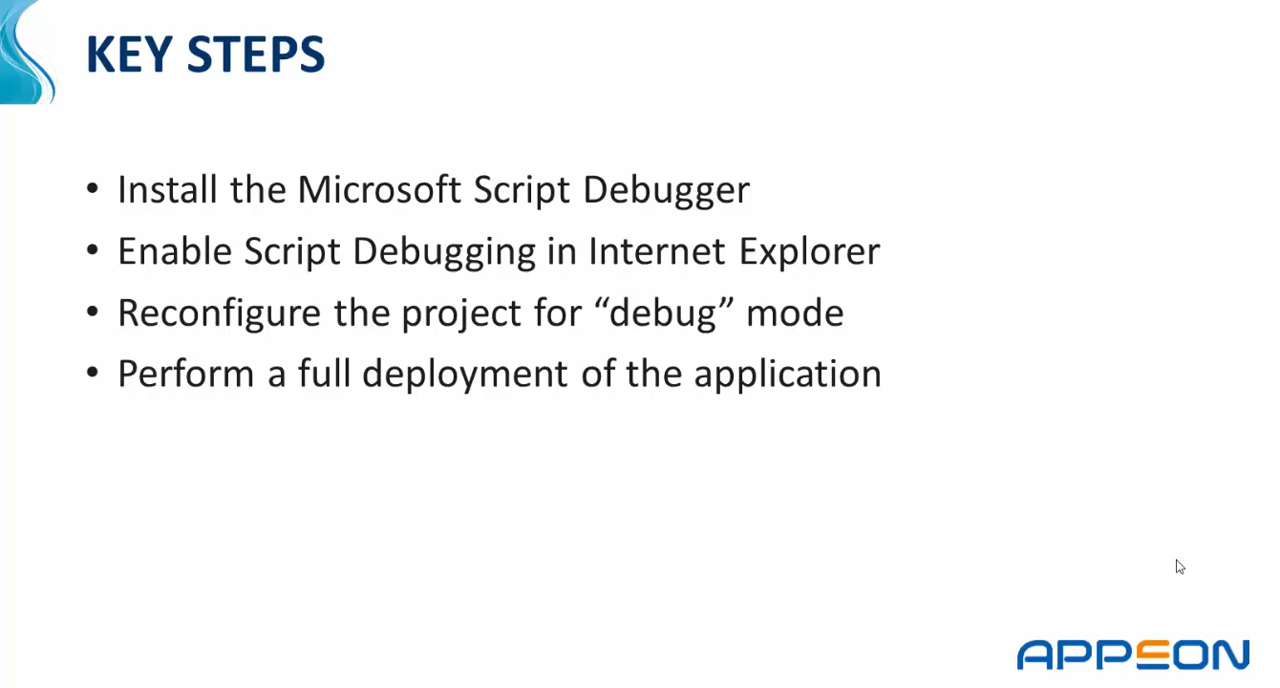 KEY STEPS
• Install the Microsoft Script Debugger
• Enable Script Debugging in Internet Explorer
• Reconfigure the project for “debug” mode
• Perform a full deployment of the application
APPEON